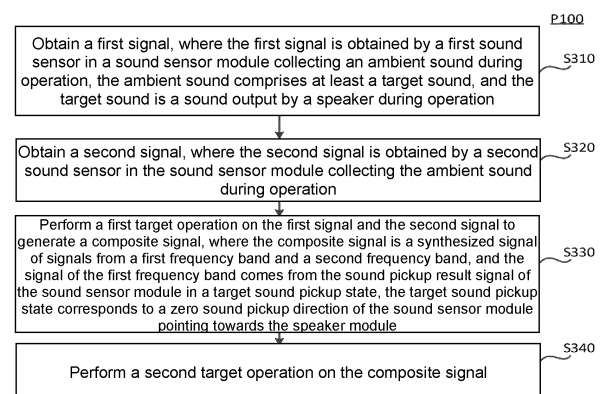 P100
Obtain a first signal, where the first signal is obtained by a first sound
sensor in a sound sensor module collecting an ambient sound during
operation, the ambient sound comprises at least a target sound, and the
target sound is a sound output by a speaker during operation
S310
Obtain a second signal, where the second signal is obtained by a second
sound sensor in the sound sensor module collecting the ambient sound
during operation
S320
Perform a first target operation on the first signal and the second signal to
generate a composite signal, where the composite signal is a synthesized signal
of signals from a first frequency band and a second frequency band, and the
signal of the first frequency band comes from the sound pickup result signal of
the sound sensor module in a target sound pickup state, the target sound pickup
state corresponds to a zero sound pickup direction of the sound sensor module
pointing towards the speaker module
S330
Perform a second target operation on the composite signal
S340